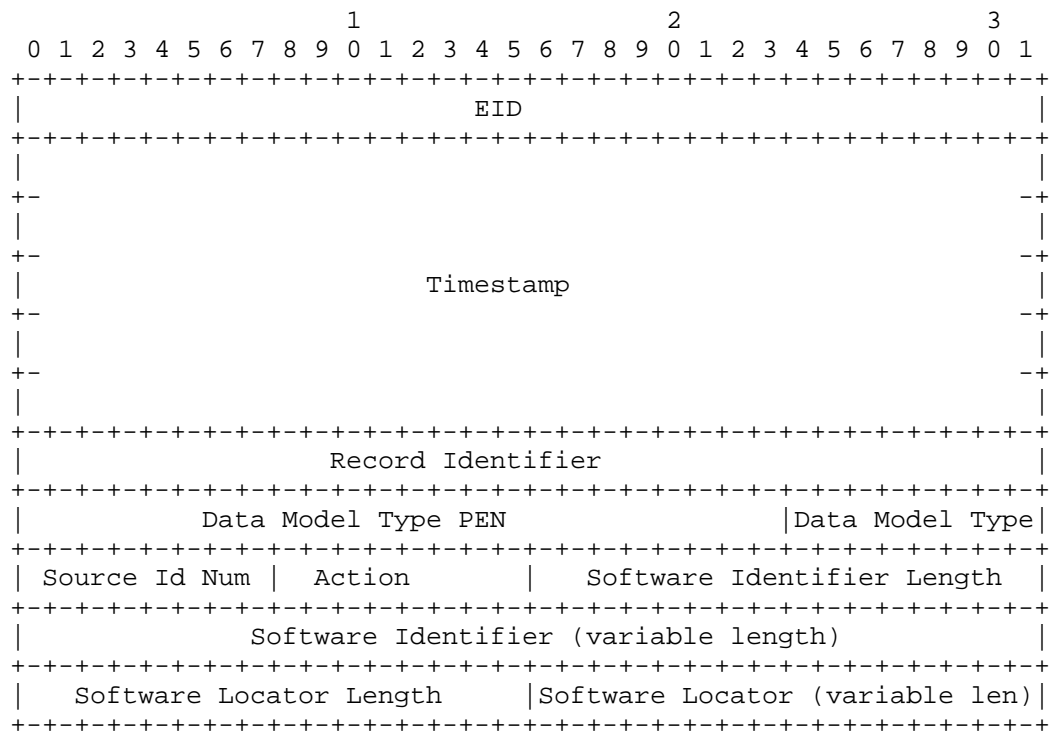 1                   2                   3
 0 1 2 3 4 5 6 7 8 9 0 1 2 3 4 5 6 7 8 9 0 1 2 3 4 5 6 7 8 9 0 1
+-+-+-+-+-+-+-+-+-+-+-+-+-+-+-+-+-+-+-+-+-+-+-+-+-+-+-+-+-+-+-+-+
|                            EID                                |
+-+-+-+-+-+-+-+-+-+-+-+-+-+-+-+-+-+-+-+-+-+-+-+-+-+-+-+-+-+-+-+-+
|                                                               |
+-                                                             -+
|                                                               |
+-                                                             -+
|                         Timestamp                             |
+-                                                             -+
|                                                               |
+-                                                             -+
|                                                               |
+-+-+-+-+-+-+-+-+-+-+-+-+-+-+-+-+-+-+-+-+-+-+-+-+-+-+-+-+-+-+-+-+
|                   Record Identifier                           |
+-+-+-+-+-+-+-+-+-+-+-+-+-+-+-+-+-+-+-+-+-+-+-+-+-+-+-+-+-+-+-+-+
|           Data Model Type PEN                 |Data Model Type|
+-+-+-+-+-+-+-+-+-+-+-+-+-+-+-+-+-+-+-+-+-+-+-+-+-+-+-+-+-+-+-+-+
| Source Id Num |  Action       |   Software Identifier Length  |
+-+-+-+-+-+-+-+-+-+-+-+-+-+-+-+-+-+-+-+-+-+-+-+-+-+-+-+-+-+-+-+-+
|              Software Identifier (variable length)            |
+-+-+-+-+-+-+-+-+-+-+-+-+-+-+-+-+-+-+-+-+-+-+-+-+-+-+-+-+-+-+-+-+
|   Software Locator Length     |Software Locator (variable len)|
+-+-+-+-+-+-+-+-+-+-+-+-+-+-+-+-+-+-+-+-+-+-+-+-+-+-+-+-+-+-+-+-+